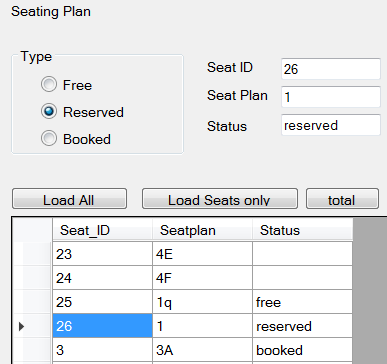 Seating Plan
Type
Free
Reserved
Booked
Seat ID 26
Seat Plan 1
Status reserved
Load All Load Seats only total
Seat_ID Seatplan Status
23 4E
24 4F
25 1q free
26 1 reserved
3 3A booked